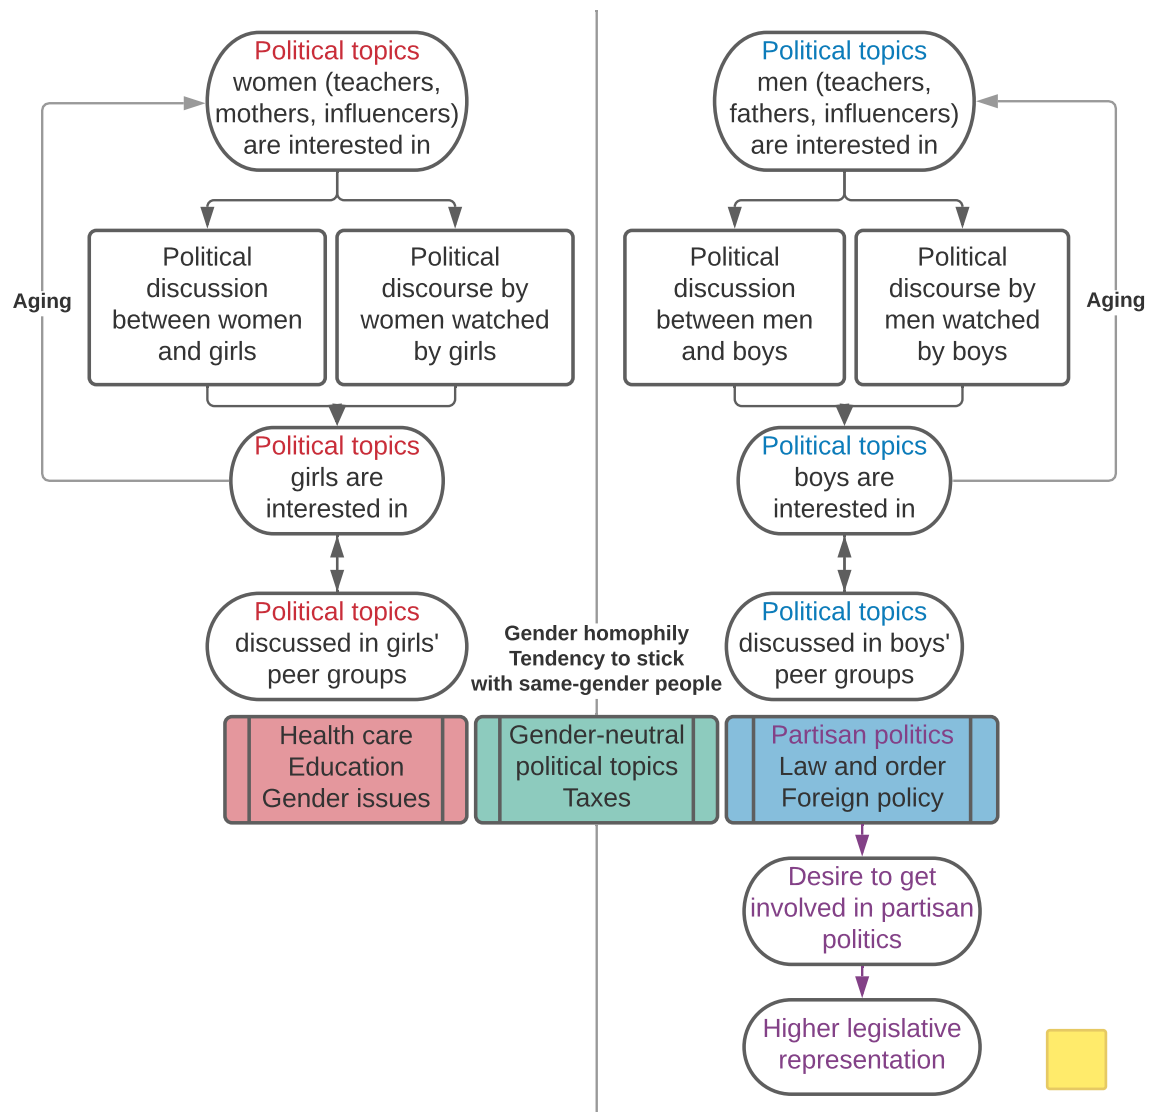 Political topics
women (teachers,
mothers, influencers)
are interested in
Political
discussion
between women
and girls
Political
discourse by
women watched
by girls
Aging
Political topics
girls are
interested in
Political topics
discussed in girls'
peer groups
Political topics
men (teachers,
fathers, influencers)
are interested in
Political
discussion
between men
and boys
Political
discourse by
men watched
by boys
Aging
Political topics
boys are
interested in
Political topics
discussed in boys'
peer groups
Gender homophily
Tendency to stick
with same-gender people
Health care
Education
Gender issues
Gender-neutral
political topics
Taxes
Partisan politics
Law and order
Foreign policy
Desire to get
involved in partisan
politics
Higher legislative
representation